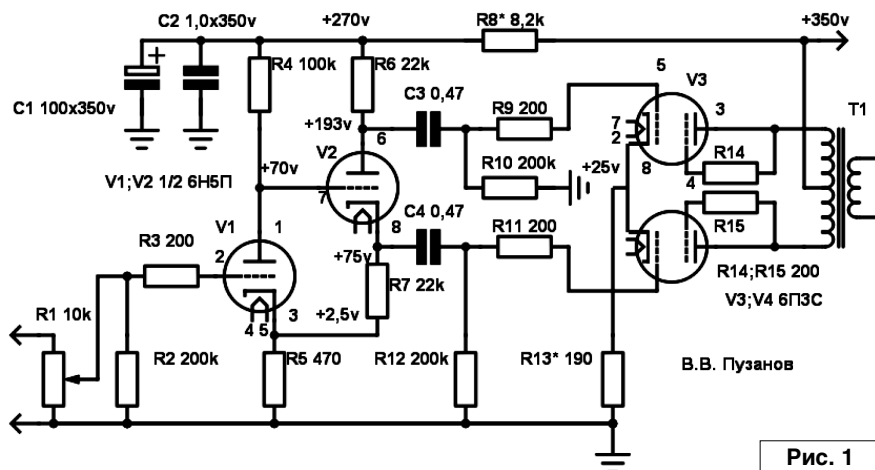 C2 1,0x350v
+270v
R8* 8,2k
+350v
+
R4 100k
R6 22k
5
V3
C1 100x350v
C3 0,47
R9 200
3
T1
+193v
6
7
2
V2
+70v
R10 200k
+25v
8
R14
V1;V2 1/2 6Н5П
7
4
V1
1
C4 0,47
R11 200
R15
R3 200
2
8
+75v
R14;R15 200
R7 22k
V3;V4 6П3С
R1 10k
4 5
3
+2,5v
R2 200k
R5 470
R12 200k
R13* 190
В.В. Пузанов
Рис. 1